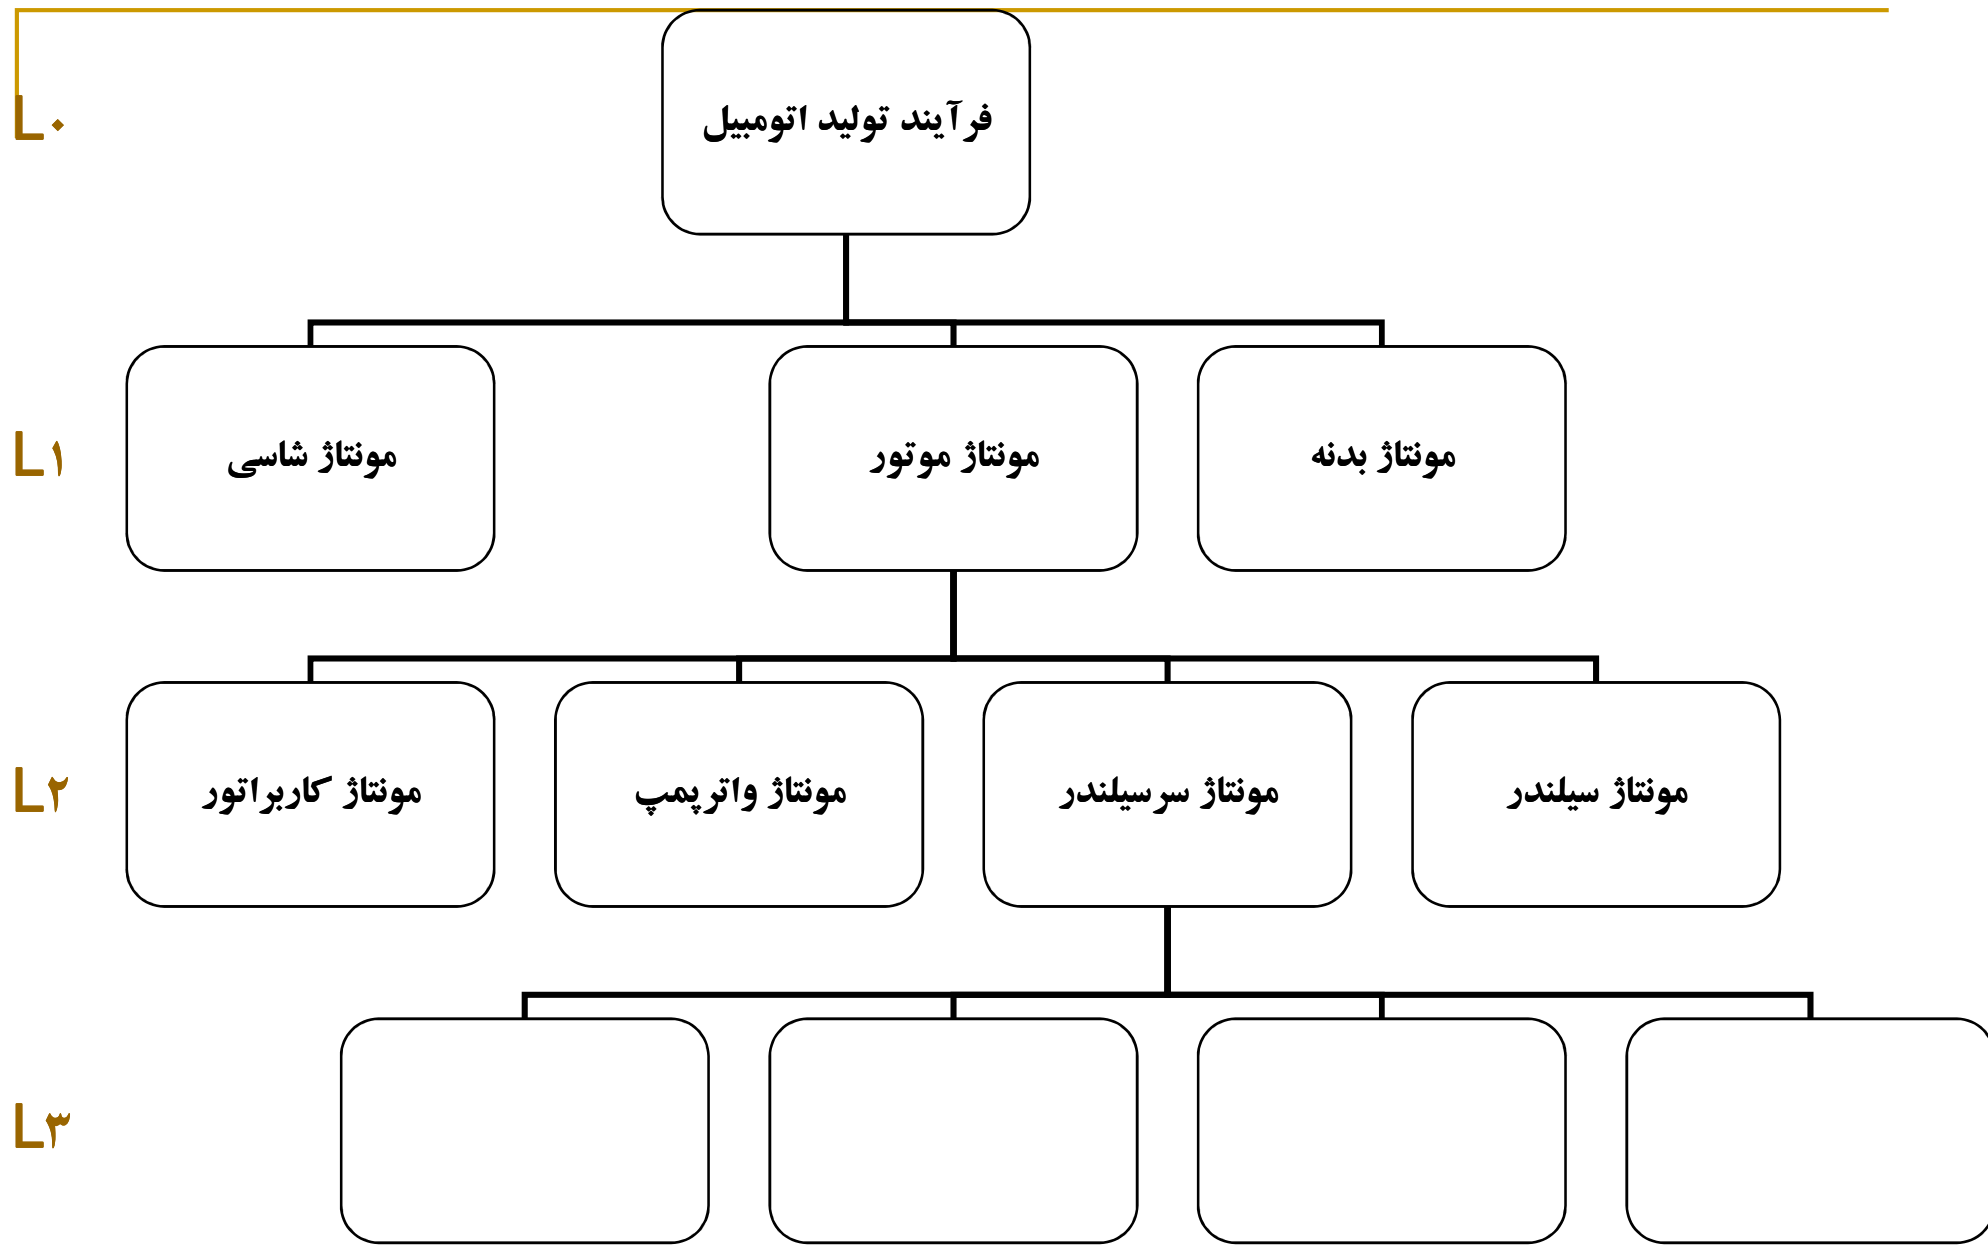 L۰
فرآیند تولید اتومبیل
L۱
مونتاژ بدنه
مونتاژ موتور
مونتاژ شاسی
L۲
مونتاژ سیلندر
مونتاژ سرسیلندر
مونتاژ واترپمپ
مونتاژ کاربراتور
L۳